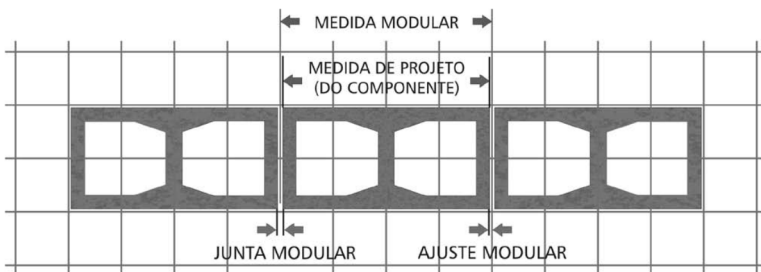 MEDIDA MODULAR
MEDIDA DE PROJETO
(DO COMPONENTE)
JUNTA MODULAR
AJUSTE MODULAR